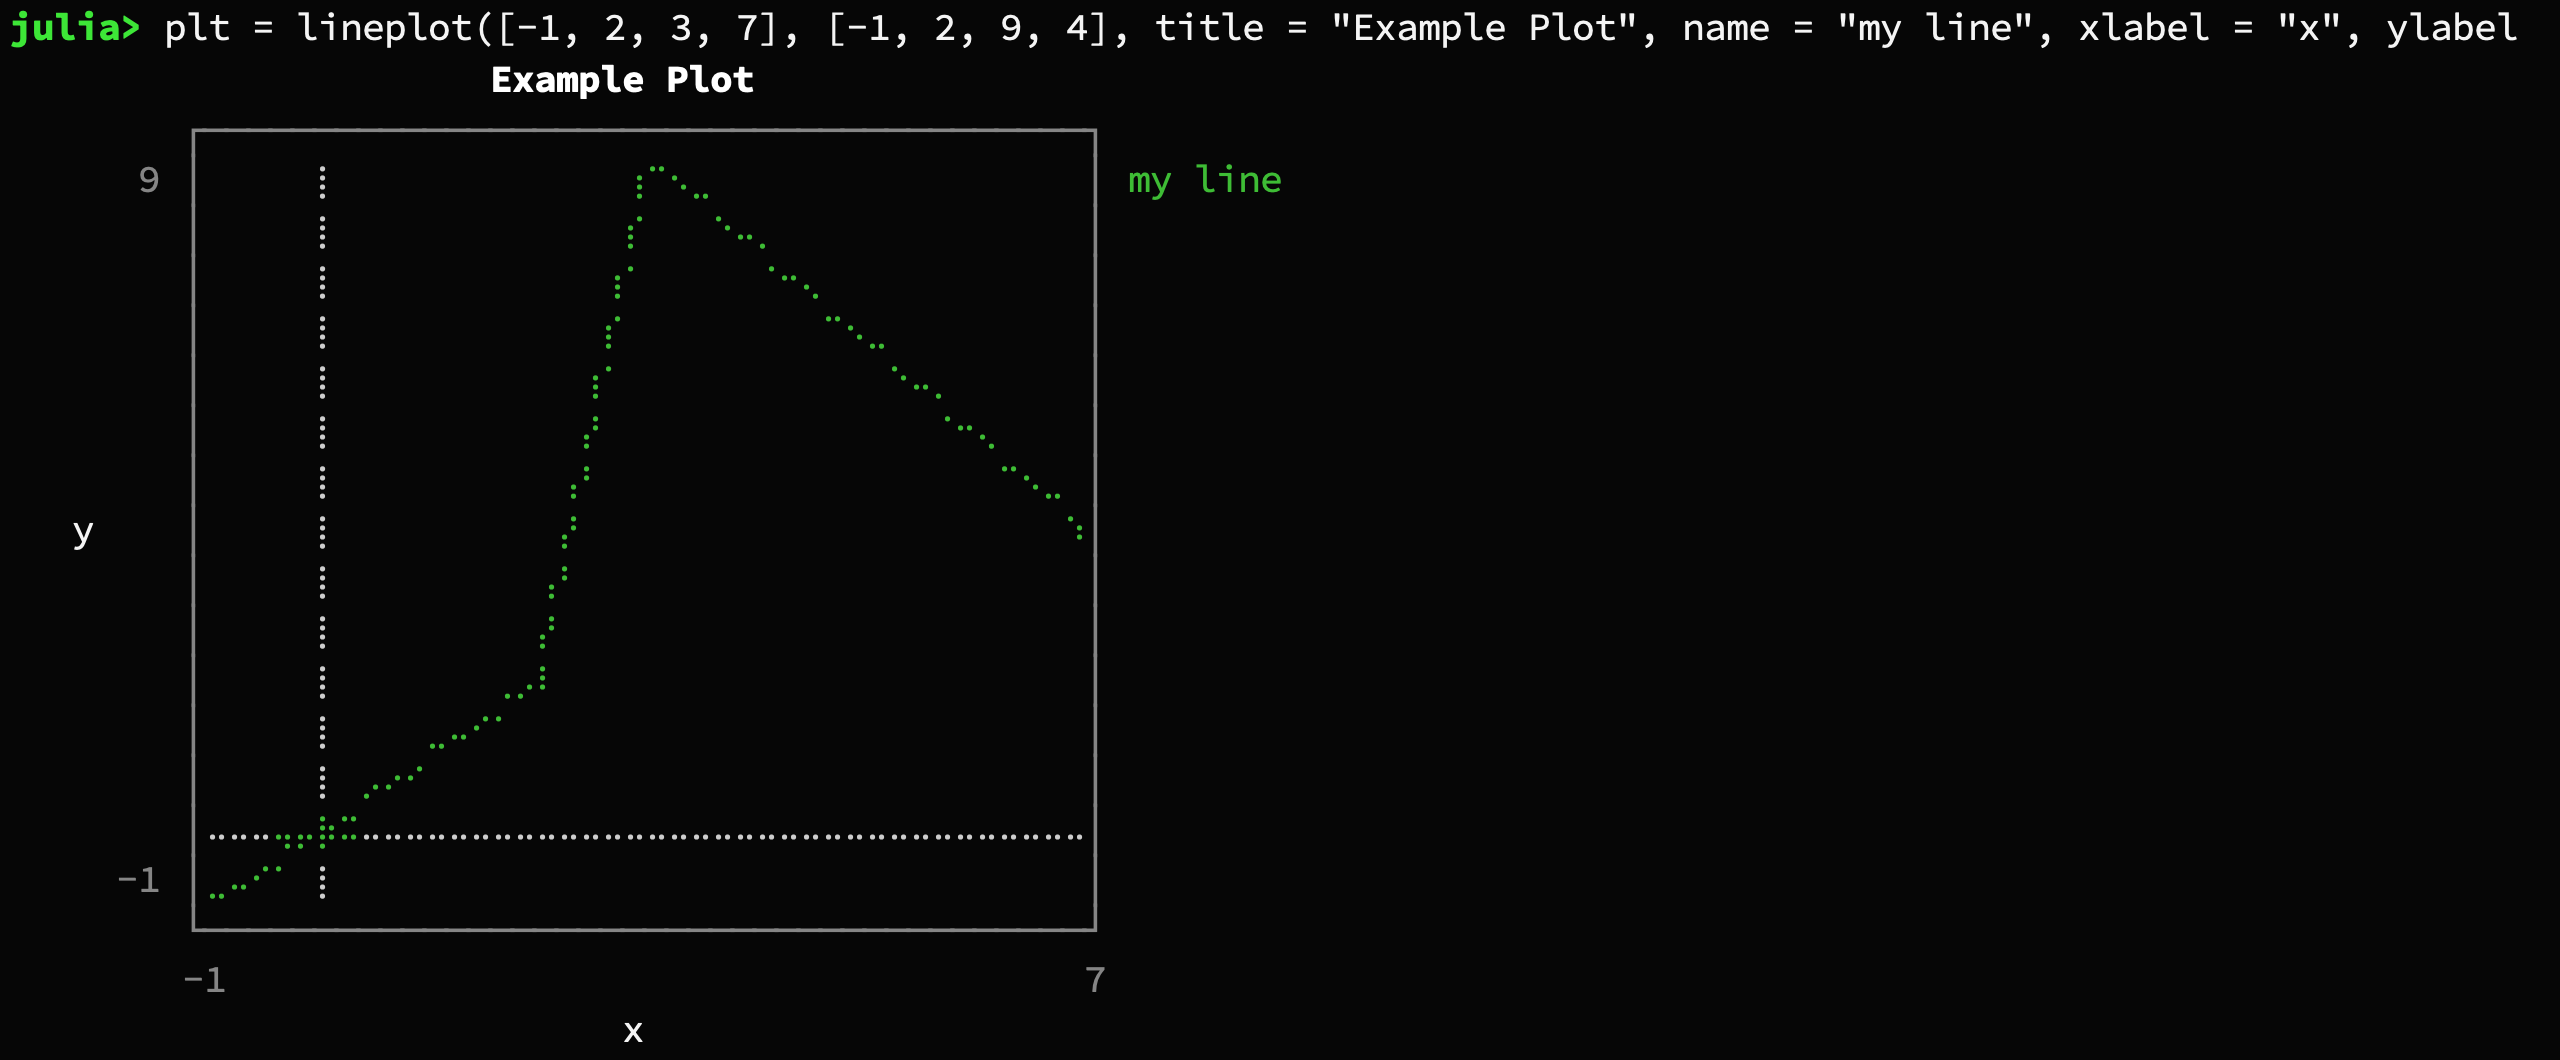 julia> plt = lineplot([-1, 2, 3, 7], [-1, 2, 9, 4], title = "Example Plot", name = "my line", xlabel = "x", ylabel
Example Plot
9
my line
y
-1
-1
7
x